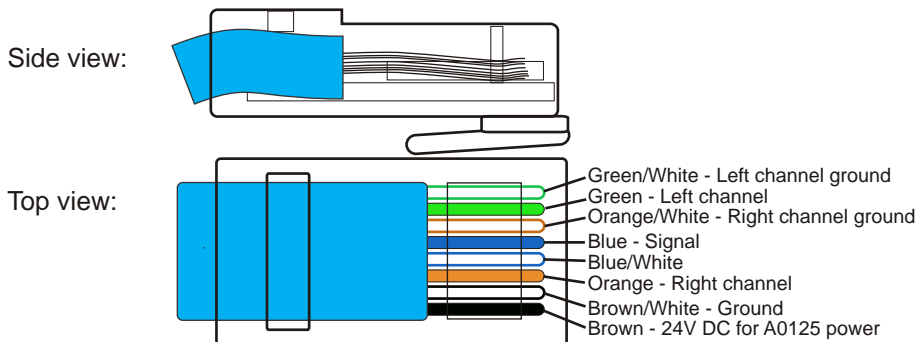 Side view:
Top view:
Green/White - Left channel ground
Green - Left channel
Orange/White - Right channel ground
Blue - Signal
Blue/White
Orange - Right channel
Brown/White - Ground
Brown - 24V DC for A0125 power